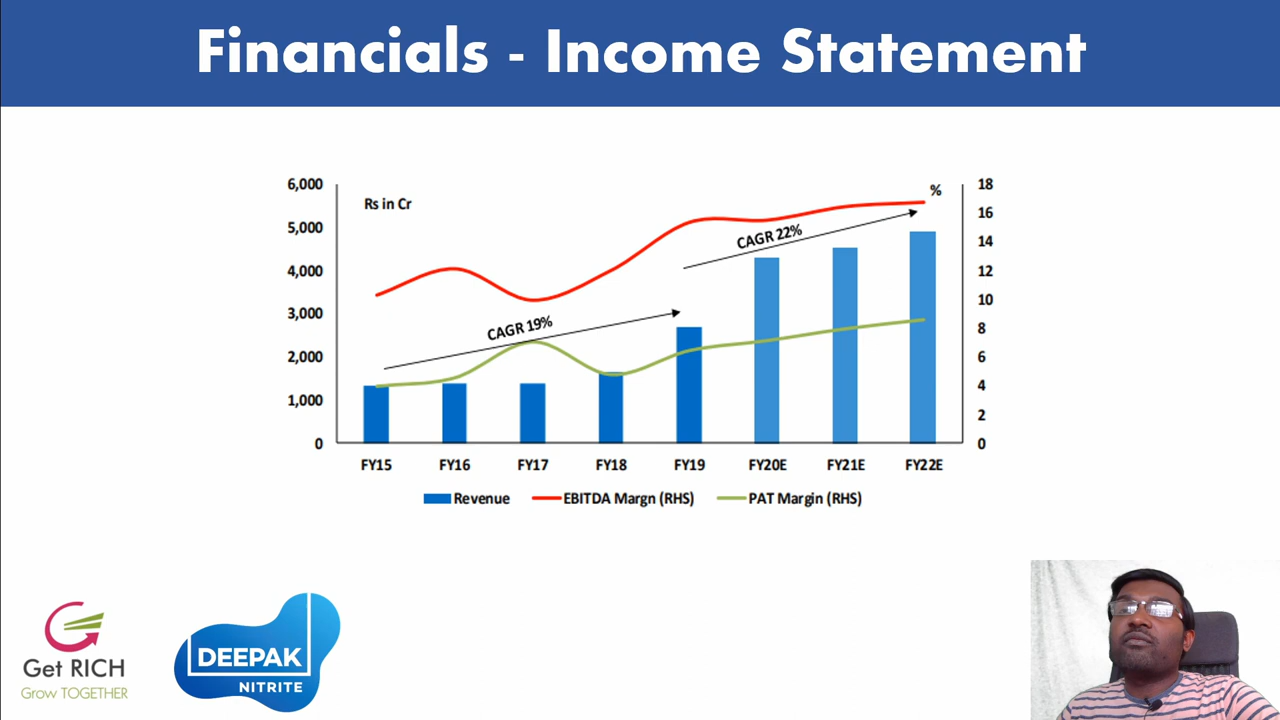 Financials - Income Statement
6,000
5,000
4,000
3,000
2,000
1,000
0
Rs in Cr
CAGR 19%
CAGR 22%
%
18
16
14
12
10
8
6
4
2
0
FY15 FY16 FY17 FY18 FY19 FY20E FY21E FY22E
Revenue EBITDA Margn (RHS) PAT Margin (RHS)
Get RICH
Grow TOGETHER
DEEPAK
NITRITE